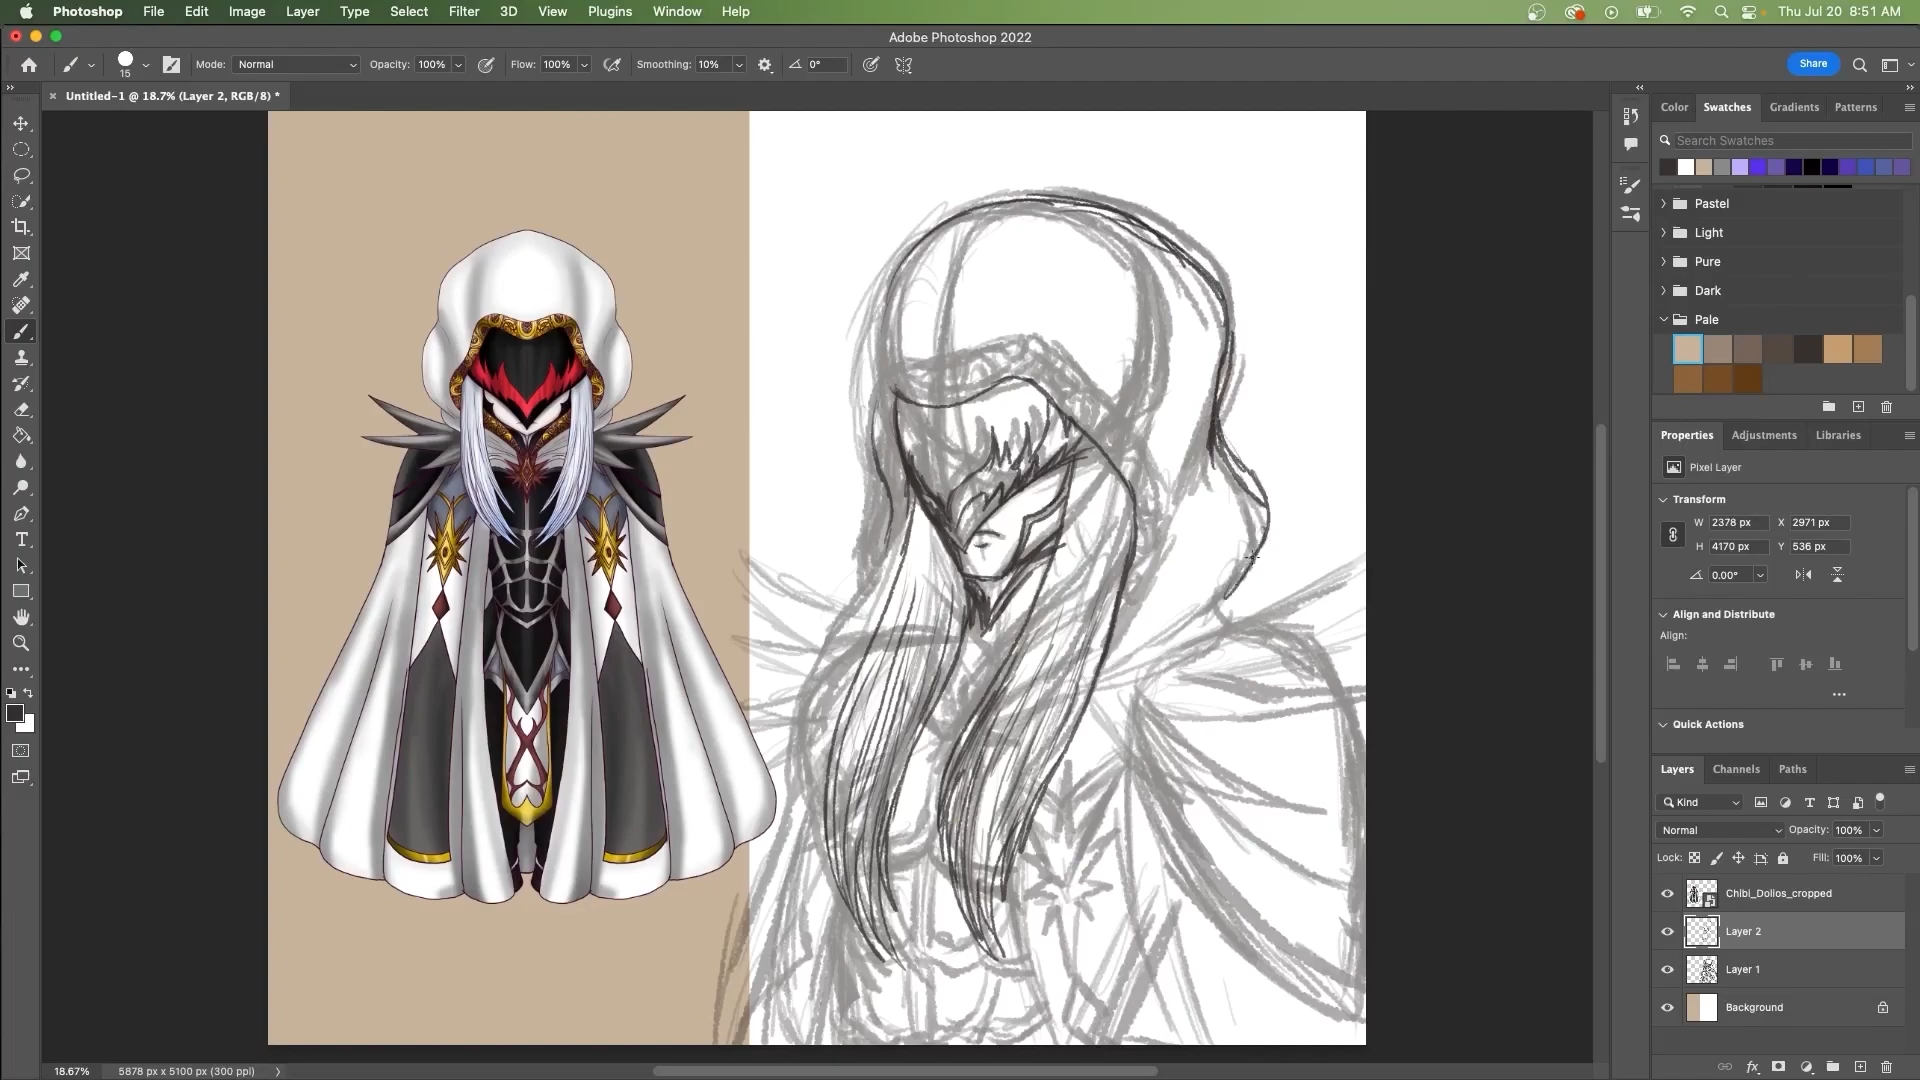 Photoshop File Edit Image Layer Type Select Filter 3D View Plugins Window Help Thu Jul 20 8:51 AM
Adobe Photoshop 2022
15 Mode: Normal Opacity: 100% Flow: 100% Smoothing: 10% 0° Share
Untitled-1 @ 18.7% (Layer 2, RGB/8) *
Color Swatches Gradients Patterns
Search Swatches
Pastel
Light
Pure
Dark
Pale
Properties Adjustments Libraries
Pixel Layer
Transform
W 2378 px X 2971 px
H 4170 px Y 536 px
0.00°
Align and Distribute
Align:
Quick Actions
Layers Channels Paths
Kind
Normal Opacity: 100%
Lock: Fill: 100%
Chibi_Dolios_cropped
Layer 2
Layer 1
Background
18.67% 5878 px x 5100 px (300 ppi)